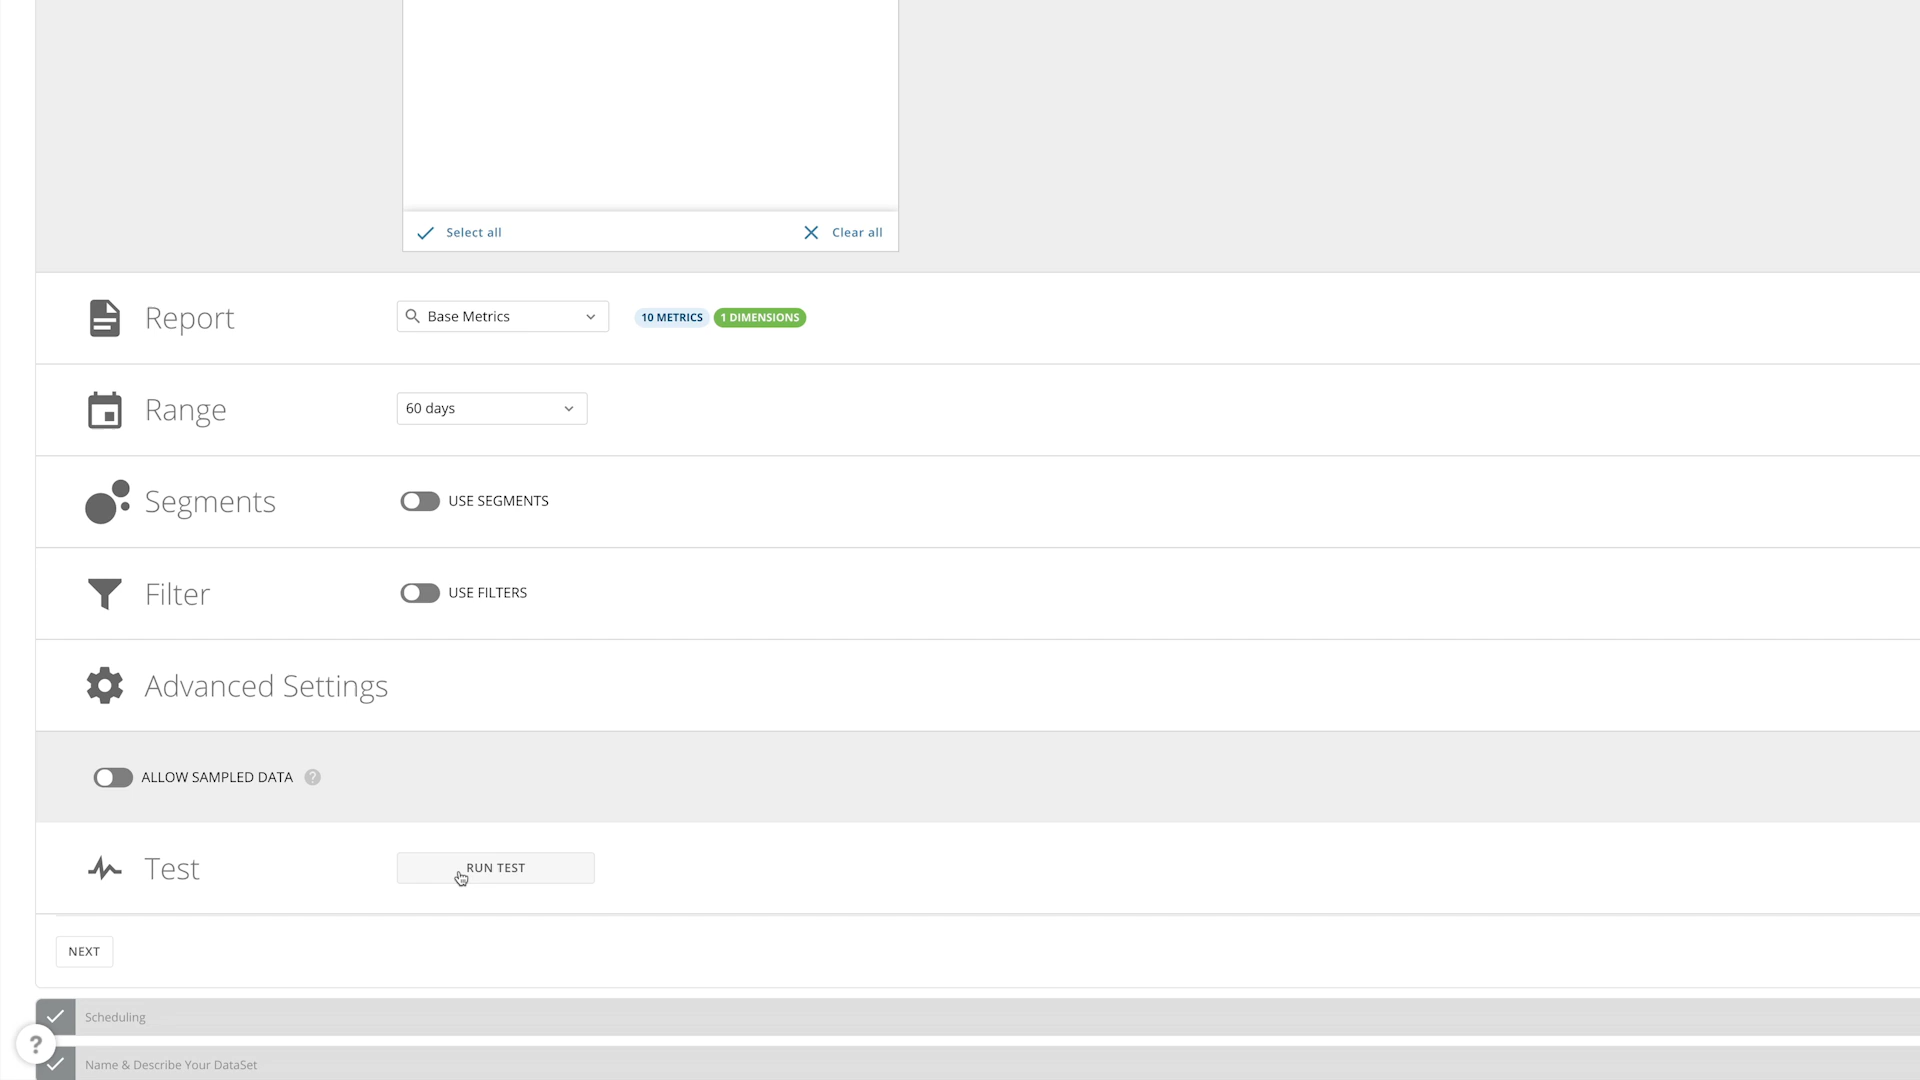 Select all
Clear all
Report
Base Metrics
10 METRICS
1 DIMENSIONS
Range
60 days
Segments
USE SEGMENTS
Filter
USE FILTERS
Advanced Settings
ALLOW SAMPLED DATA ?
Test
RUN TEST
NEXT
Scheduling
?
Name & Describe Your DataSet